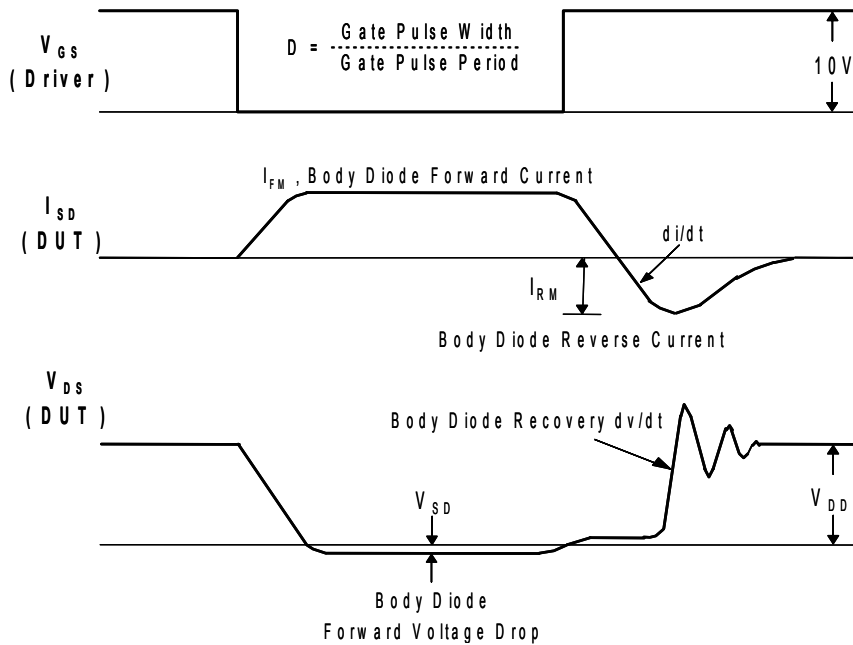 V GS
( Driver )
D = Gate Pulse Width
Gate Pulse Period
10V
I FM , Body Diode Forward Current
I SD
( DUT )
di/dt
I RM
Body Diode Reverse Current
V DS
( DUT )
Body Diode Recovery dv/dt
V SD
V DD
Body Diode
Forward Voltage Drop